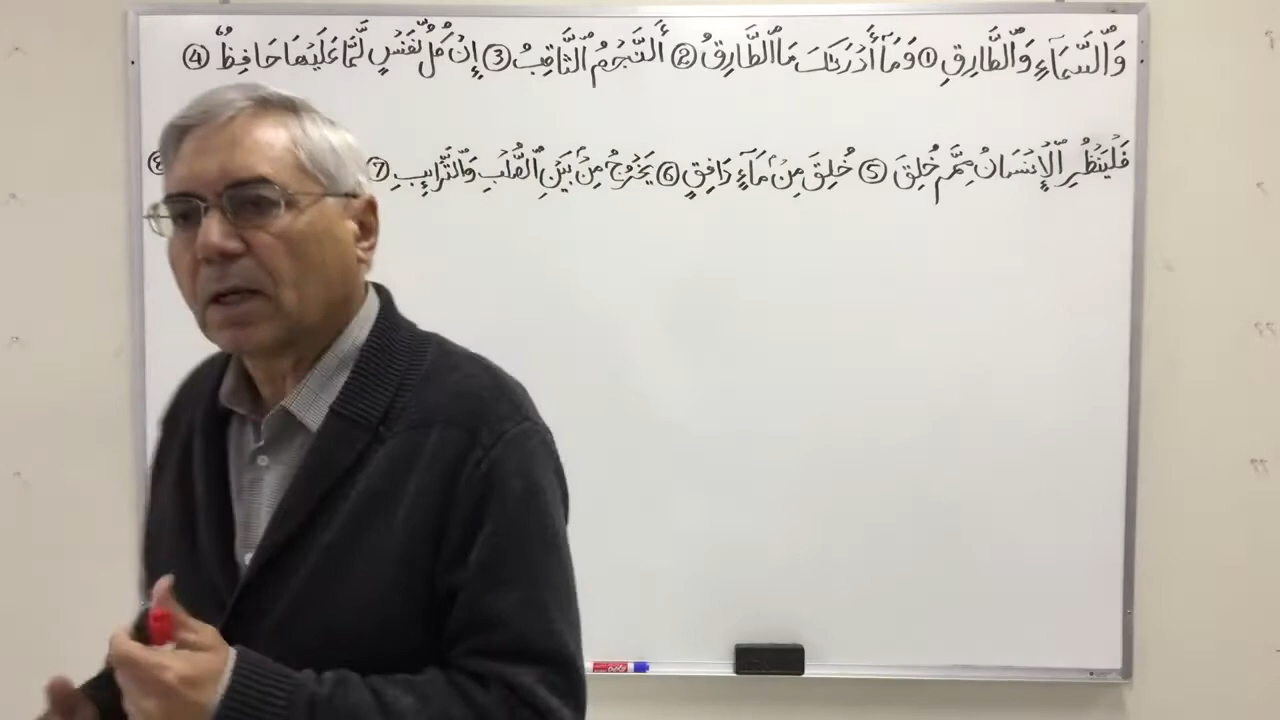 وَٱلسَّمَآءِ وَٱلطَّارِقِ ① وَمَآ أَدْرَىٰكَ مَا ٱلطَّارِقُ ② ٱلنَّجْمُ ٱلثَّاقِبُ ③ إِن كُلُّ نَفْسٍ لَّمَّا عَلَيْهَا حَافِظٌ ④
فَلْيَنظُرِ ٱلْإِنسَانُ مِمَّ خُلِقَ ⑤ خُلِقَ مِن مَّآءٍ دَافِقٍ ⑥ يَخْرُجُ مِنۢ بَيْنِ ٱلصُّلْبِ وَٱلتَّرَآئِبِ ⑦